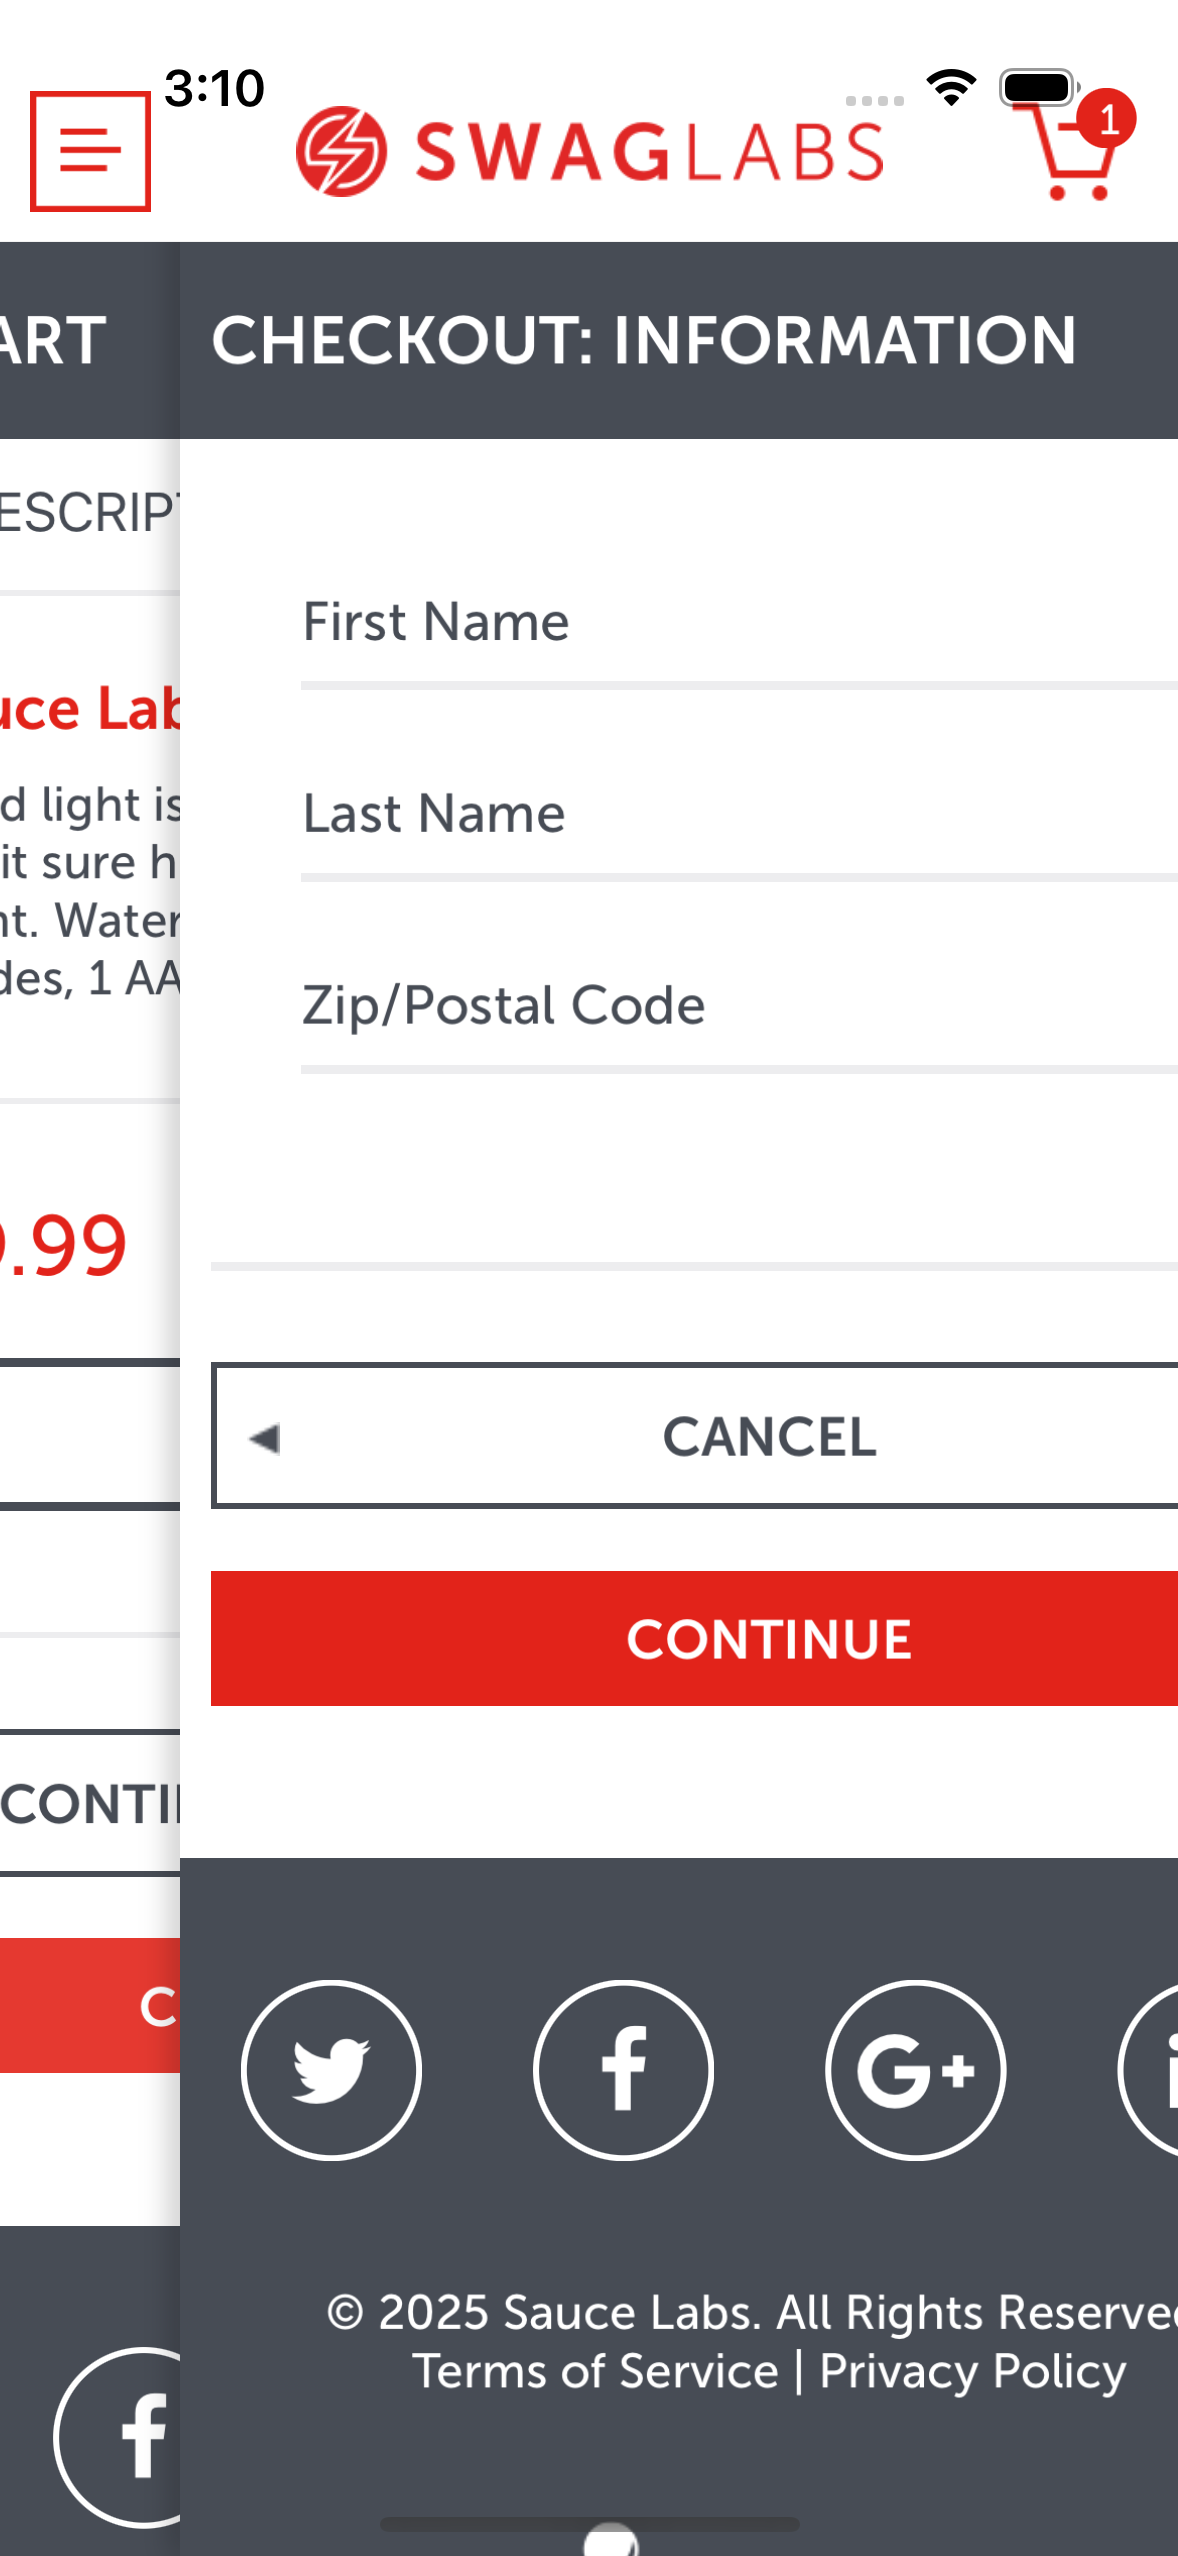 3:10
SWAGLABS
1
ART
CHECKOUT: INFORMATION
ESCRIP
First Name
uce Lab
Last Name
d light is
it sure h
nt. Water
des, 1 AA
Zip/Postal Code
9.99
CANCEL
CONTINUE
CONTI
C
f
G+
© 2025 Sauce Labs. All Rights Reserved
Terms of Service | Privacy Policy
f